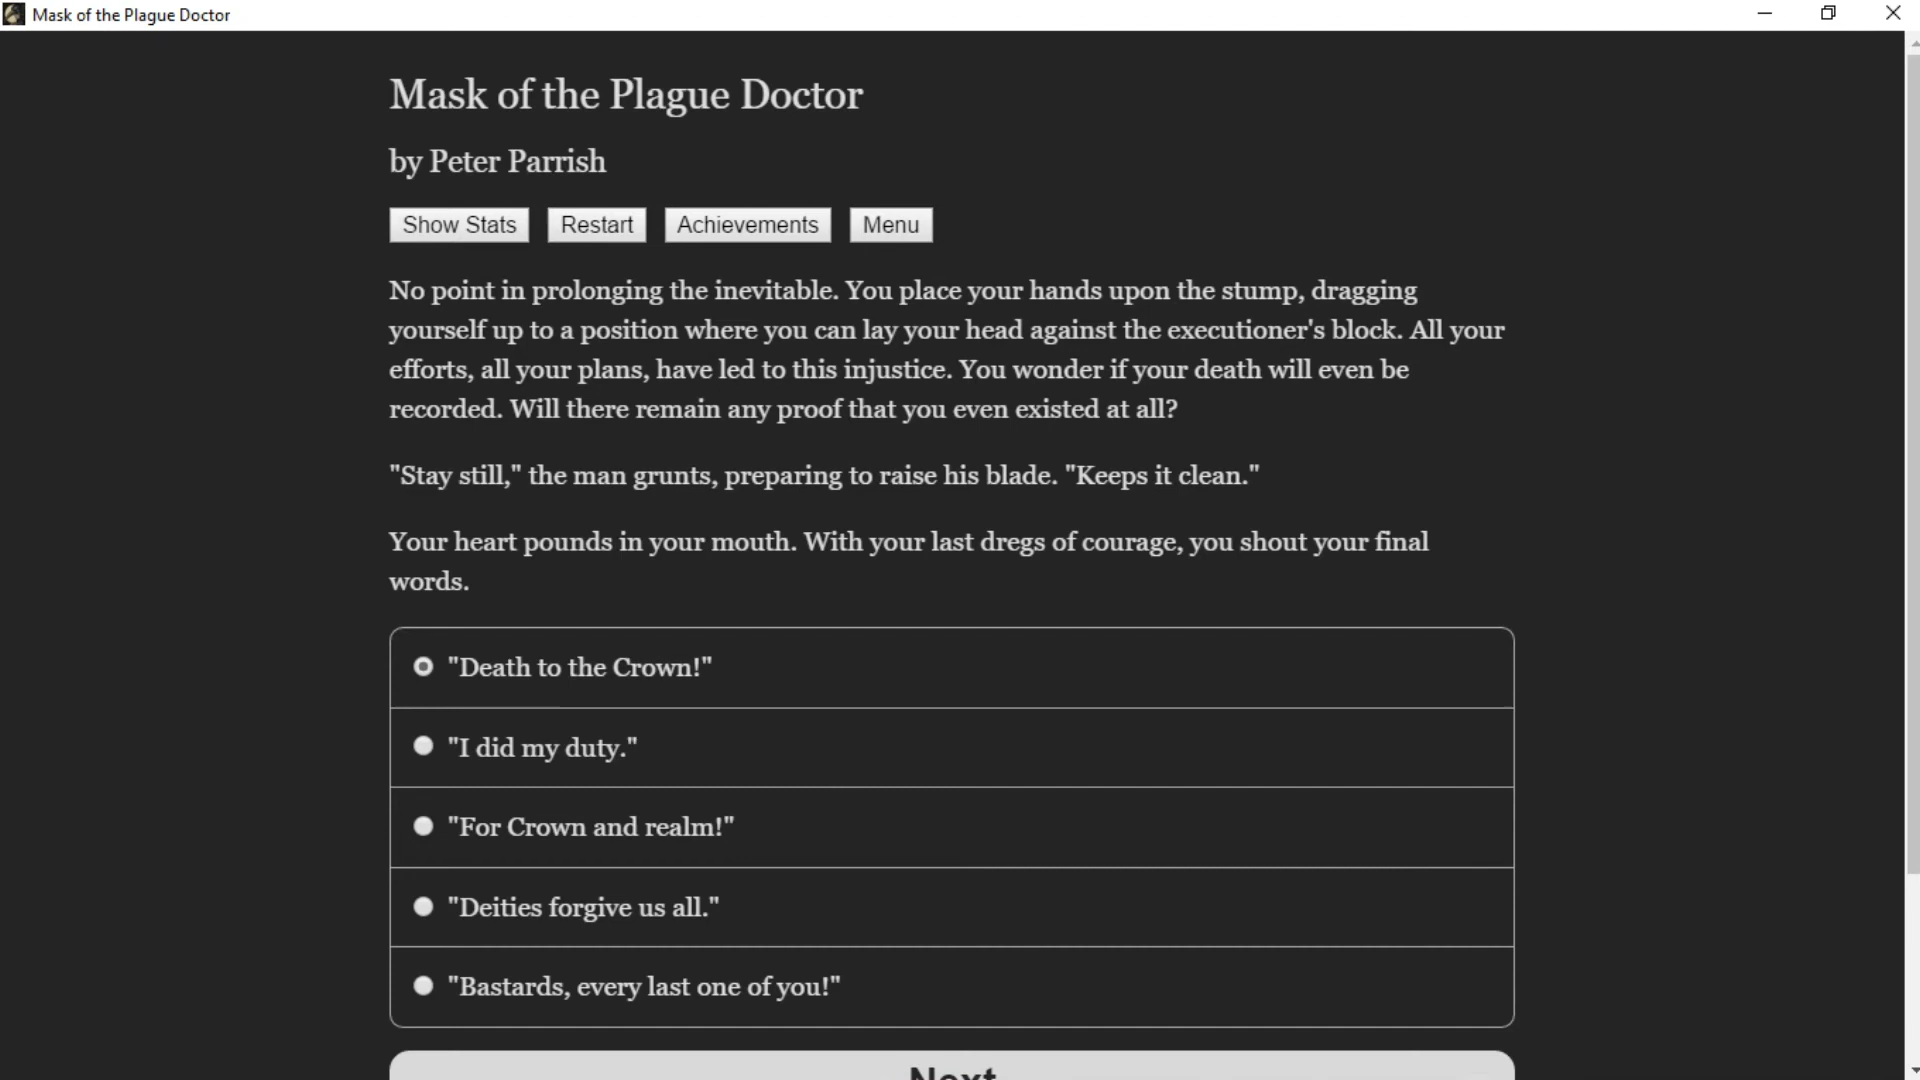 Mask of the Plague Doctor
Mask of the Plague Doctor
by Peter Parrish
Show Stats
Restart
Achievements
Menu
No point in prolonging the inevitable. You place your hands upon the stump, dragging
yourself up to a position where you can lay your head against the executioner's block. All your
efforts, all your plans, have led to this injustice. You wonder if your death will even be
recorded. Will there remain any proof that you even existed at all?
"Stay still," the man grunts, preparing to raise his blade. "Keeps it clean."
Your heart pounds in your mouth. With your last dregs of courage, you shout your final
words.
"Death to the Crown!"
"I did my duty."
"For Crown and realm!"
"Deities forgive us all."
"Bastards, every last one of you!"
Next